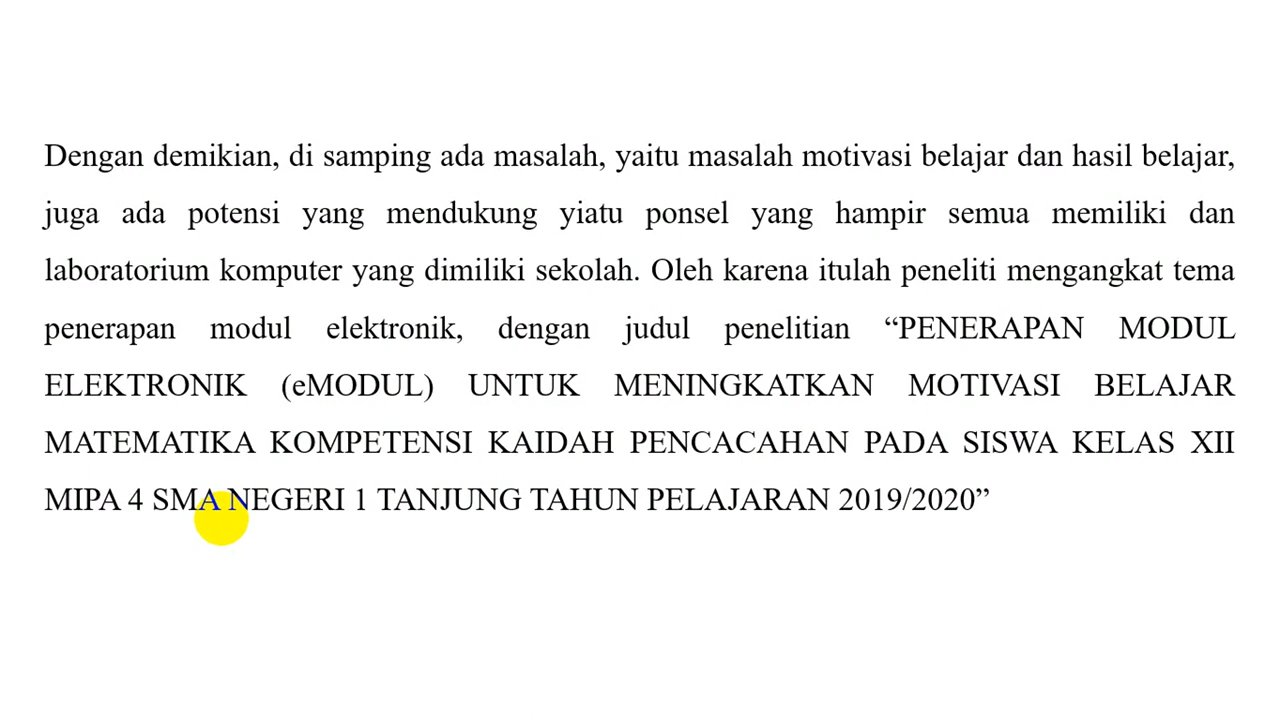 Dengan demikian, di samping ada masalah, yaitu masalah motivasi belajar dan hasil belajar,
juga ada potensi yang mendukung yiatu ponsel yang hampir semua memiliki dan
laboratorium komputer yang dimiliki sekolah. Oleh karena itulah peneliti mengangkat tema
penerapan modul elektronik, dengan judul penelitian “PENERAPAN MODUL
ELEKTRONIK (eMODUL) UNTUK MENINGKATKAN MOTIVASI BELAJAR
MATEMATIKA KOMPETENSI KAIDAH PENCACAHAN PADA SISWA KELAS XII
MIPA 4 SMA NEGERI 1 TANJUNG TAHUN PELAJARAN 2019/2020”